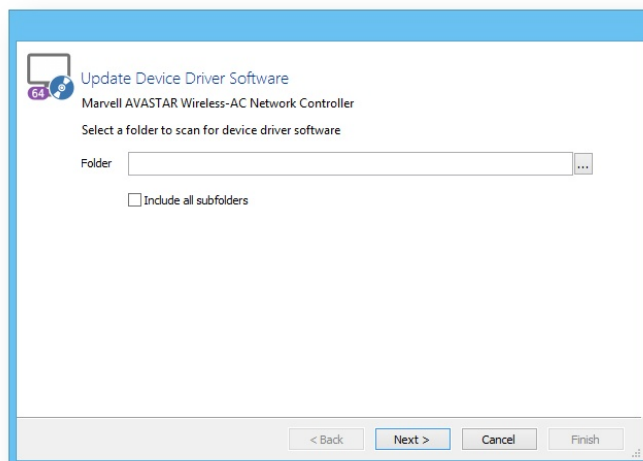 64
Update Device Driver Software
Marvell AVASTAR Wireless-AC Network Controller
Select a folder to scan for device driver software
Folder
...
Include all subfolders
< Back Next > Cancel Finish